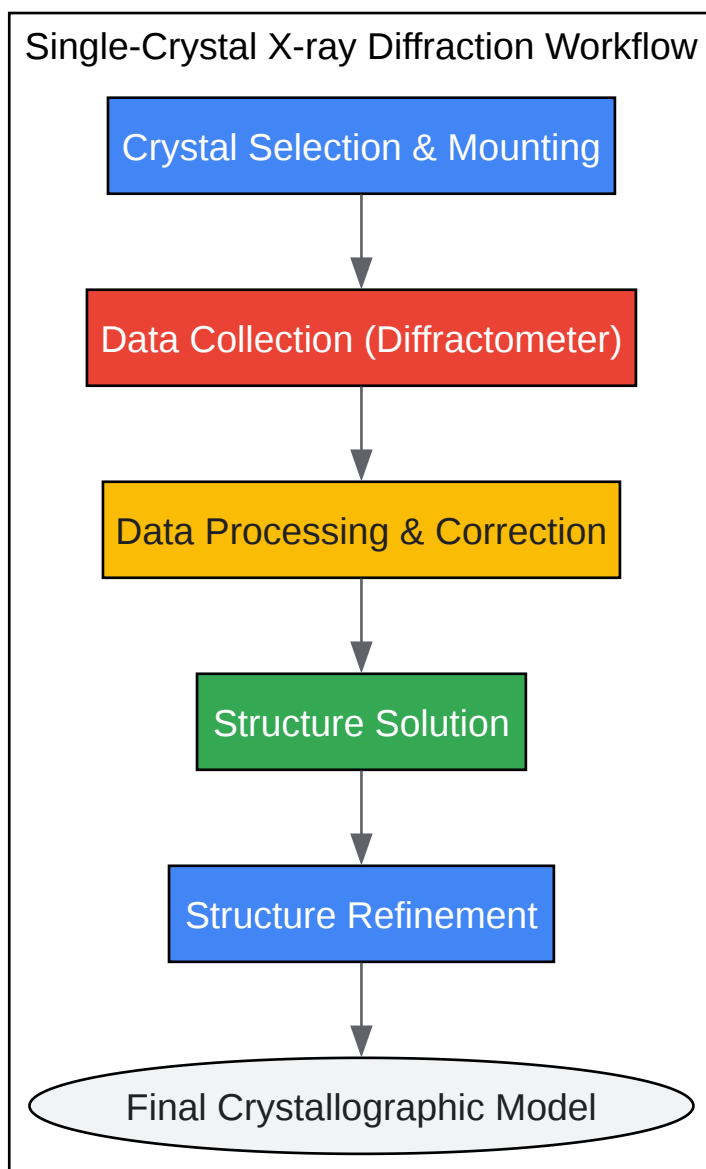 Single-Crystal X-ray Diffraction Workflow
Crystal Selection & Mounting
Data Collection (Diffractometer)
Data Processing & Correction
Structure Solution
Structure Refinement
Final Crystallographic Model